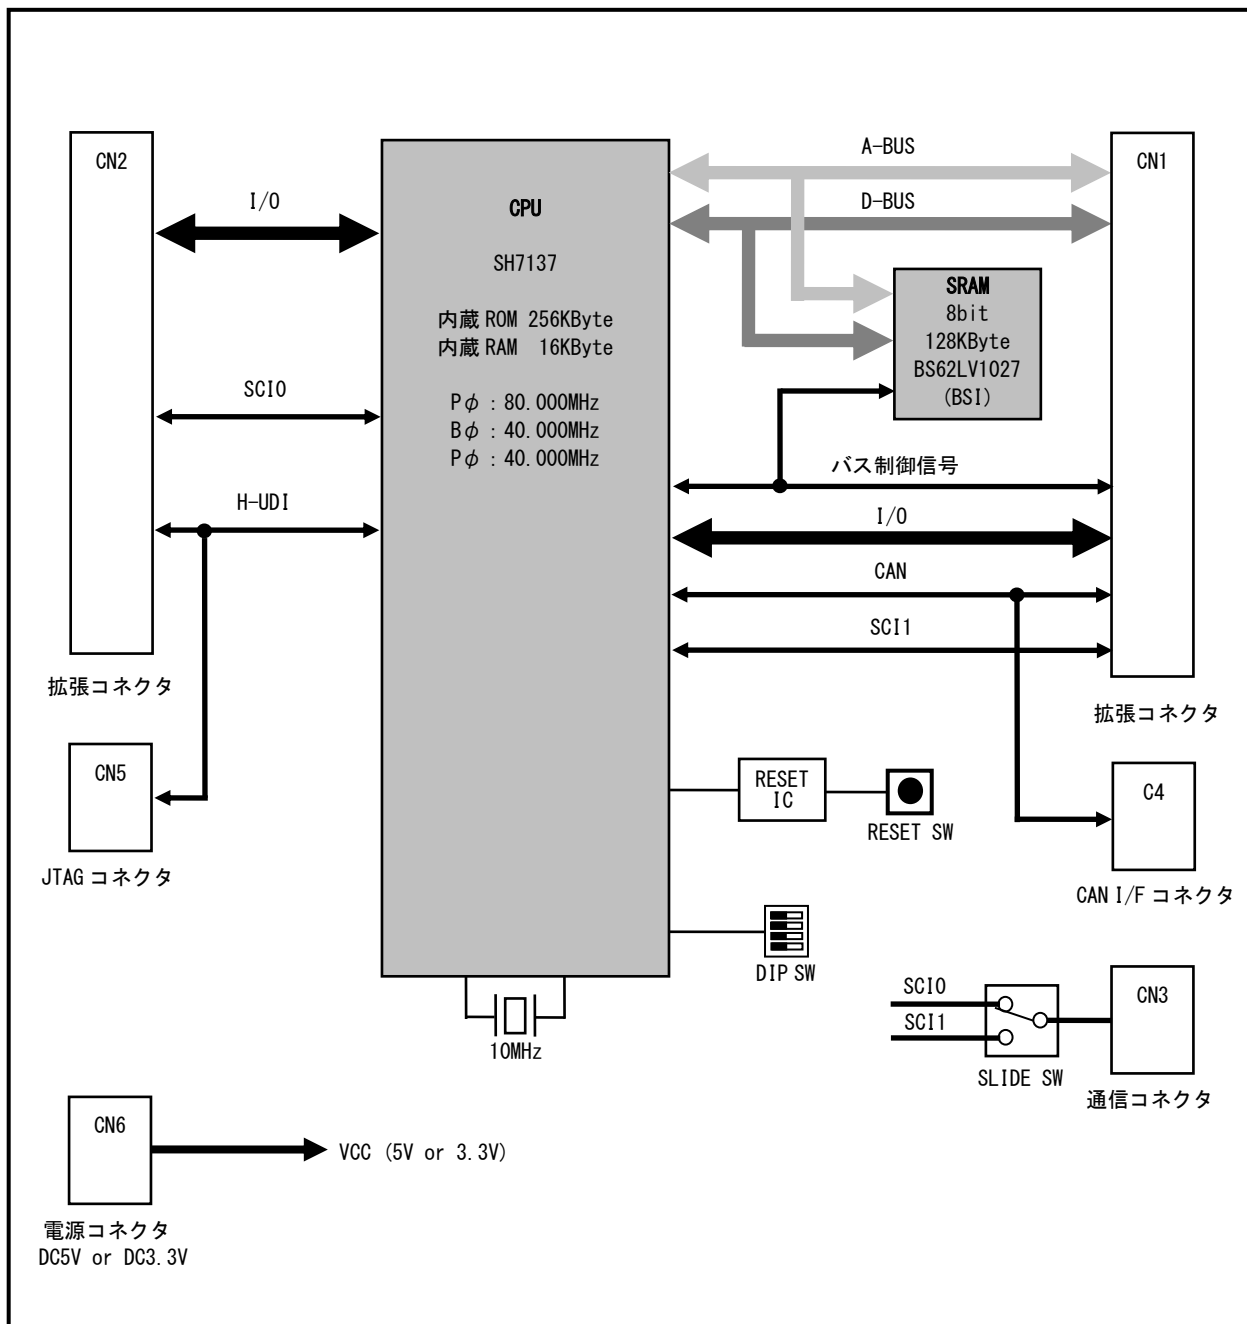 CN2
I/O
SCI0
H-UDI
拡張コネクタ
CN5
JTAG コネクタ
CPU
SH7137
内蔵 ROM 256KByte
内蔵 RAM 16KByte
Pφ : 80.000MHz
Bφ : 40.000MHz
Pφ : 40.000MHz
10MHz
A-BUS
D-BUS
SRAM
8bit
128KByte
BS62LV1027
(BSI)
バス制御信号
I/O
CAN
SCI1
CN1
拡張コネクタ
RESET
IC
RESET SW
C4
CAN I/F コネクタ
DIP SW
SCI0
SCI1
SLIDE SW
CN3
通信コネクタ
CN6
VCC (5V or 3.3V)
電源コネクタ
DC5V or DC3.3V